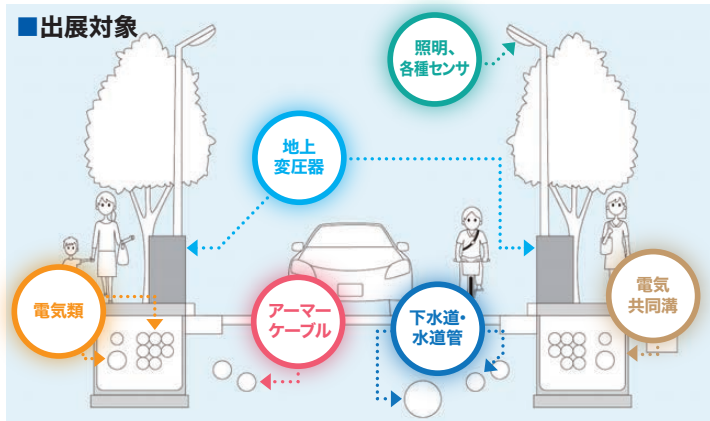 ■出展対象
照明、
各種センサ
地上
変圧器
電気類
アーマー
ケーブル
下水道・
水道管
電気
共同溝